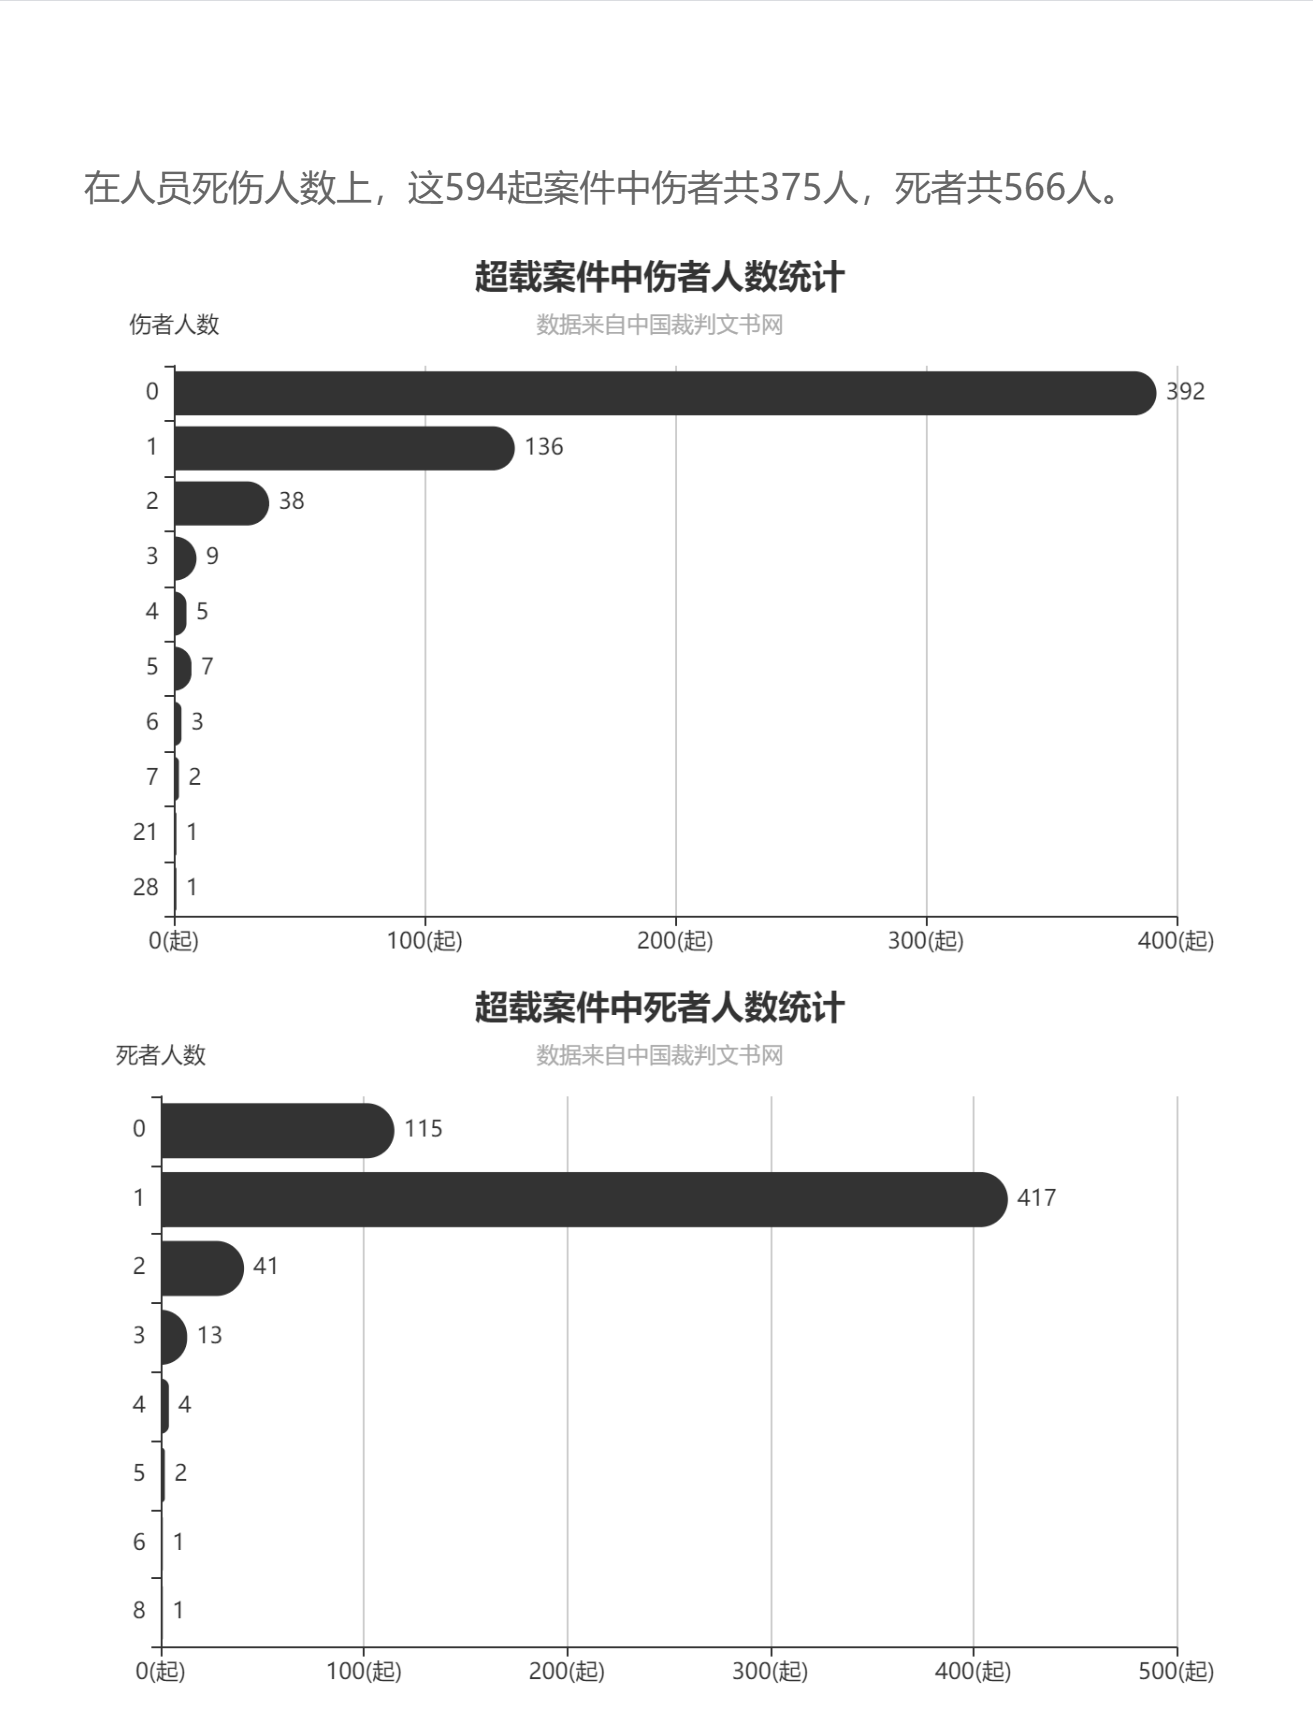 在人员死伤人数上，这594起案件中伤者共375人，死者共566人。
超载案件中伤者人数统计
伤者人数
数据来自中国裁判文书网
0 392
1 136
2 38
3 9
4 5
5 7
6 3
7 2
21 1
28 1
0(起) 100(起) 200(起) 300(起) 400(起)
超载案件中死者人数统计
死者人数
数据来自中国裁判文书网
0 115
1 417
2 41
3 13
4 4
5 2
6 1
8 1
0(起) 100(起) 200(起) 300(起) 400(起) 500(起)